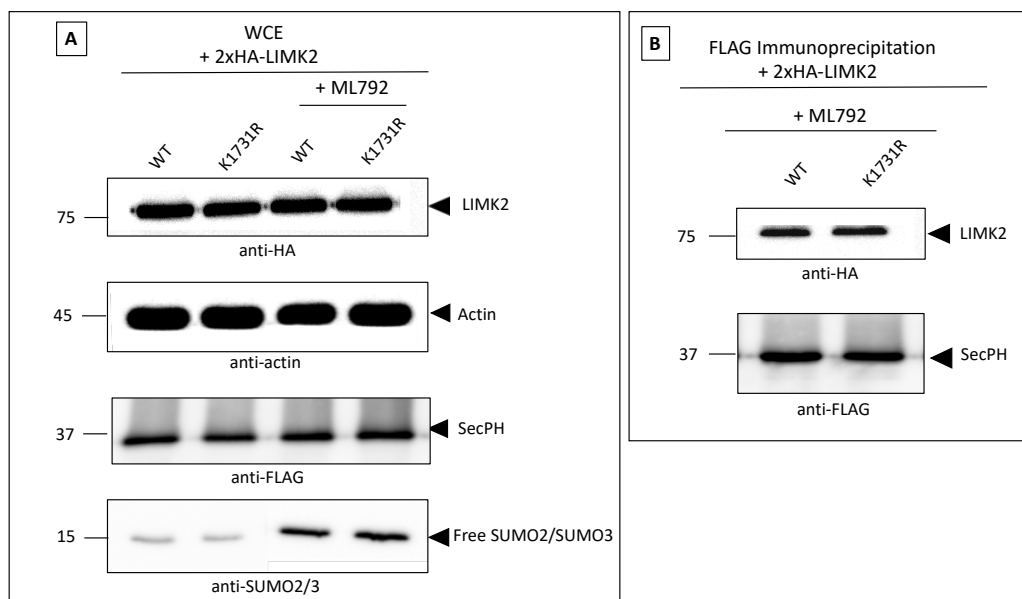 A
WCE
+ 2xHA-LIMK2
+ ML792
WT
K1731R
WT
K1731R
75
LIMK2
anti-HA
45
Actin
anti-actin
37
SecPH
anti-FLAG
15
Free SUMO2/SUMO3
anti-SUMO2/3
B
FLAG Immunoprecipitation
+ 2xHA-LIMK2
+ ML792
WT
K1731R
75
LIMK2
anti-HA
37
SecPH
anti-FLAG